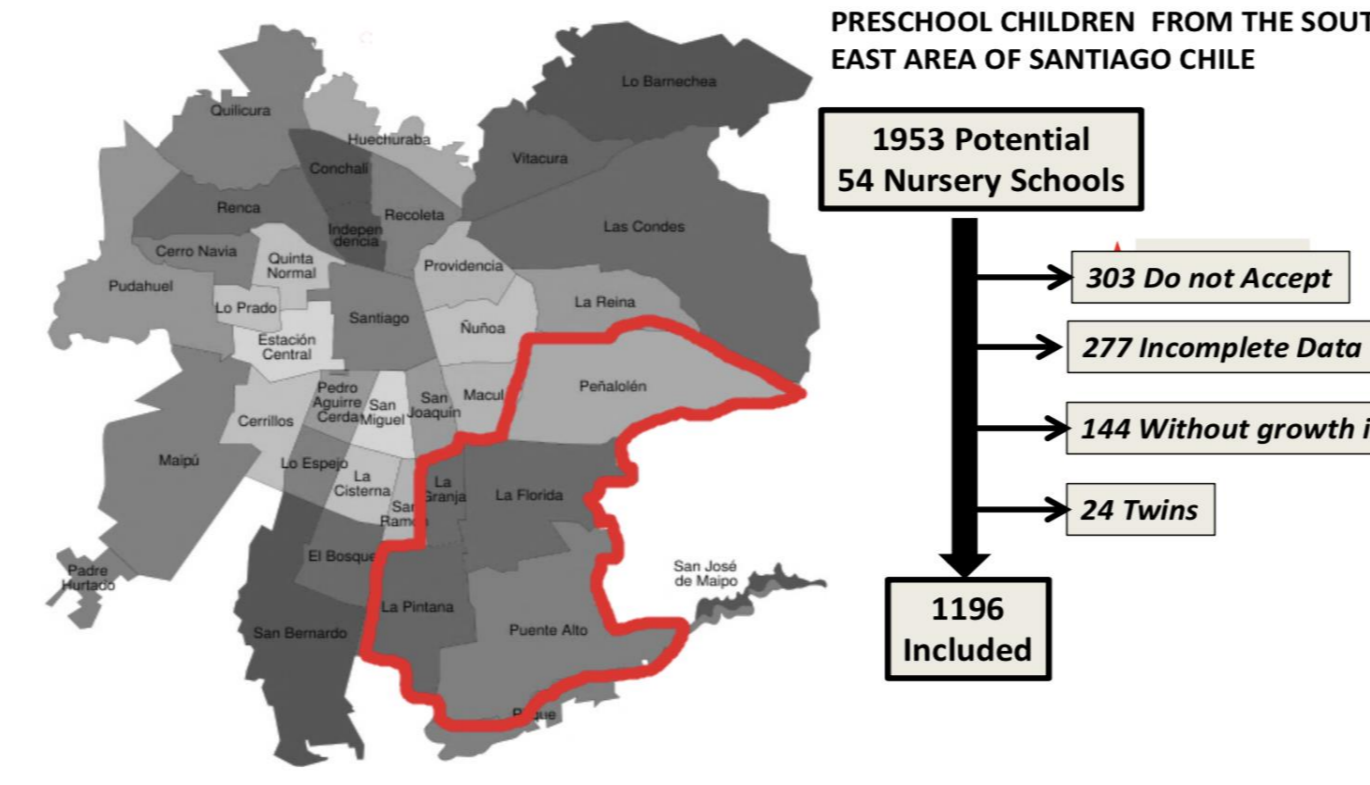 PRESCHOOL CHILDREN FROM THE SOUT
EAST AREA OF SANTIAGO CHILE
1953 Potential
54 Nursery Schools
303 Do not Accept
277 Incomplete Data
144 Without growth i
24 Twins
1196
Included
Lo Barnechea
Quilicura
Huechuraba
Conchalí
Vitacura
Renca
Recoleta
Indepen
dencia
Las Condes
Cerro Navia
Quinta
Normal
Providencia
Pudahuel
Lo Prado
La Reina
Santiago
Ñuñoa
Estación
Central
Peñalolén
Pedro
Aguirre
Cerda
San
Miguel
San
Joaquín
Macul
Cerrillos
Maipú
Lo Espejo
La
Cisterna
La
Granja
La Florida
San
Ramón
El Bosque
Padre
Hurtado
San José
de Maipo
La Pintana
San Bernardo
Puente Alto